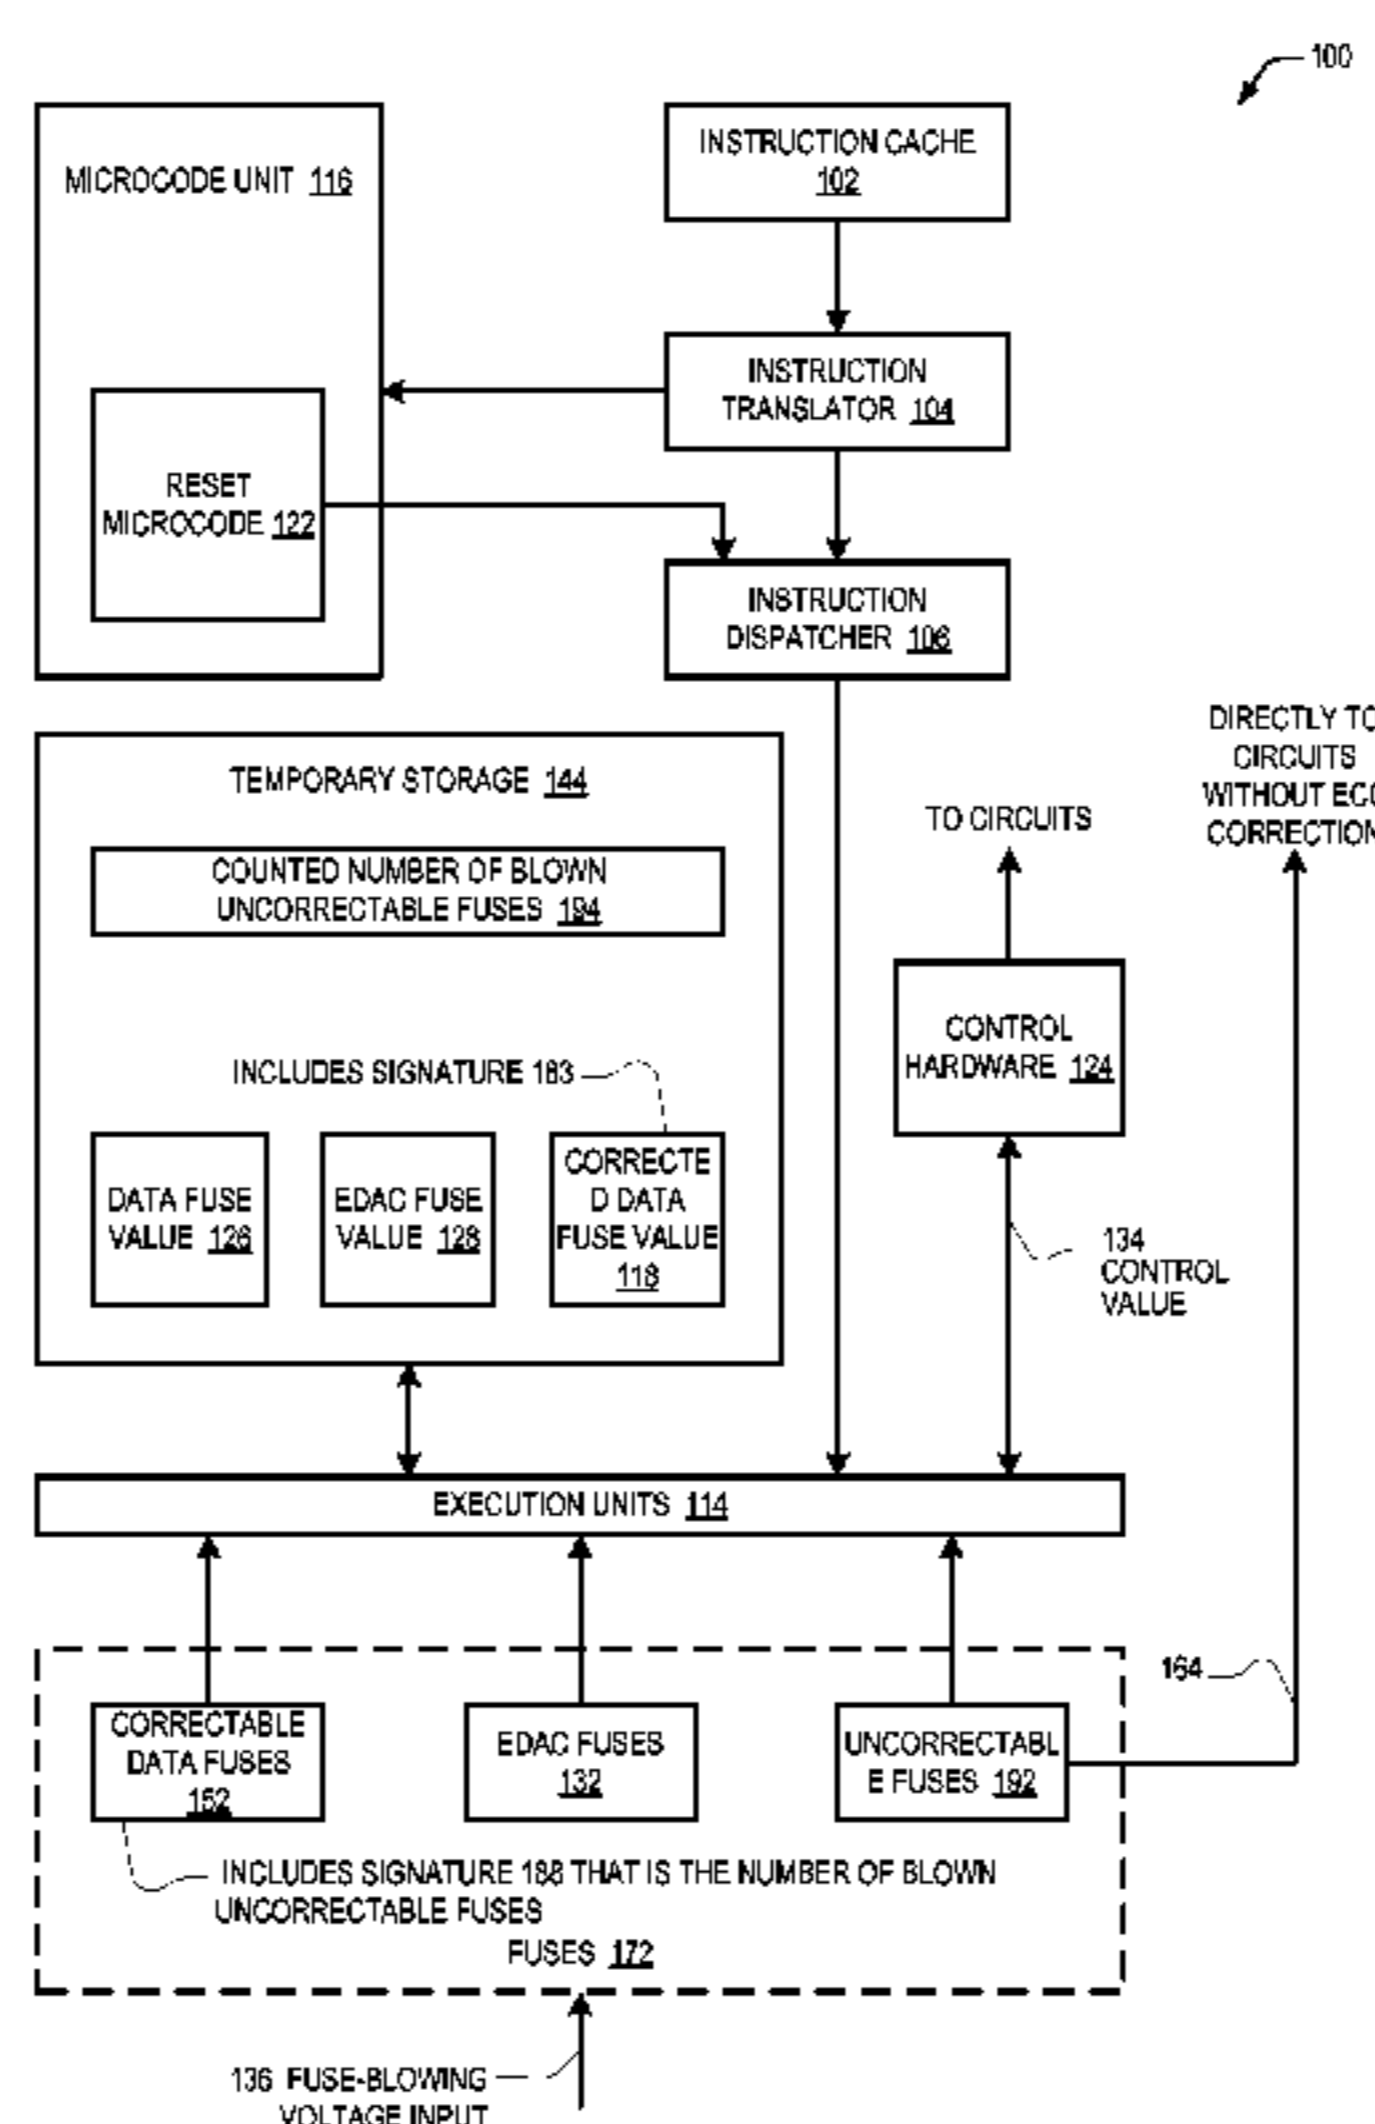 100
MICROCODE UNIT 116
INSTRUCTION CACHE
102
INSTRUCTION
TRANSLATOR 104
RESET
MICROCODE 122
INSTRUCTION
DISPATCHER 106
DIRECTLY TO
CIRCUITS
WITHOUT ECC
CORRECTION
TEMPORARY STORAGE 144
TO CIRCUITS
COUNTED NUMBER OF BLOWN
UNCORRECTABLE FUSES 194
CONTROL
HARDWARE 124
INCLUDES SIGNATURE 183
DATA FUSE
VALUE 126
EDAC FUSE
VALUE 128
CORRECTE
D DATA
FUSE VALUE
118
134
CONTROL
VALUE
EXECUTION UNITS 114
164
CORRECTABLE
DATA FUSES
152
EDAC FUSES
132
UNCORRECTABL
E FUSES 192
INCLUDES SIGNATURE 188 THAT IS THE NUMBER OF BLOWN
UNCORRECTABLE FUSES
FUSES 172
136 FUSE-BLOWING
VOLTAGE INPUT